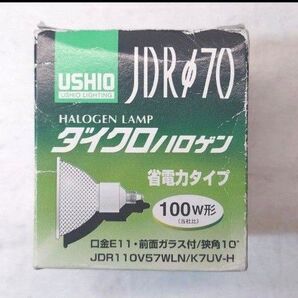 USHIO
USHIO LIGHTING
JDRφ70
HALOGEN LAMP
ダイクロハロゲン
省電力タイプ
100W形
(当社比)
口金E11・前面ガラス付/狭角10°
JDR110V57WLN/K7UV-H